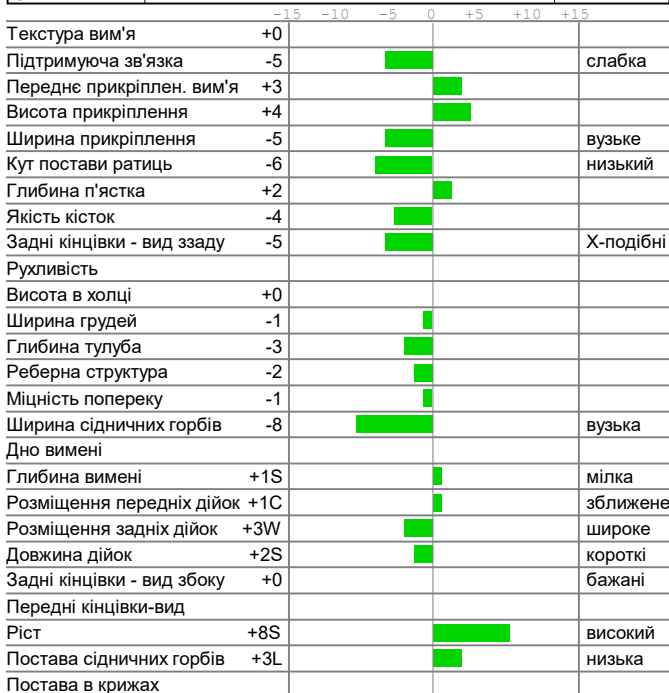 -15 -10 -5 0 +5 +10 +15
Текстура вим'я +0
Підтримуюча зв'язка -5 слабка
Переднє прикріплен. вим'я +3
Висота прикріплення +4
Ширина прикріплення -5 вузьке
Кут постави ратиць -6 низький
Глибина п'ястка +2
Якість кісток -4
Задні кінцівки - вид ззаду -5 Х-подібні
Рухливість
Висота в холці +0
Ширина грудей -1
Глибина тулуба -3
Реберна структура -2
Міцність попереку -1
Ширина сідничних горбів -8 вузька
Дно вимені
Глибина вимені +1S мілка
Розміщення передніх дійок +1C зближене
Розміщення задніх дійок +3W широке
Довжина дійок +2S короткі
Задні кінцівки - вид збоку +0 бажані
Передні кінцівки-вид
Ріст +8S високий
Постава сідничних горбів +3L низька
Постава в крижах